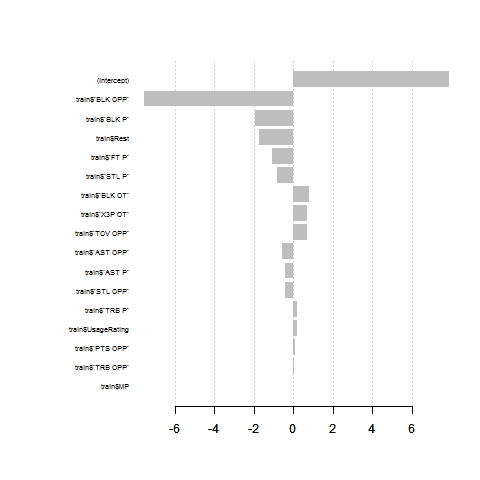 (Intercept)
train$`BLK OPP`
train$`BLK P`
train$Rest
train$`FT P`
train$`STL P`
train$`BLK OT`
train$`X3P OT`
train$`TOV OPP`
train$`AST OPP`
train$`AST P`
train$`STL OPP`
train$`TRB P`
train$UsageRating
train$`PTS OPP`
train$`TRB OPP`
train$MP
-6 -4 -2 0 2 4 6